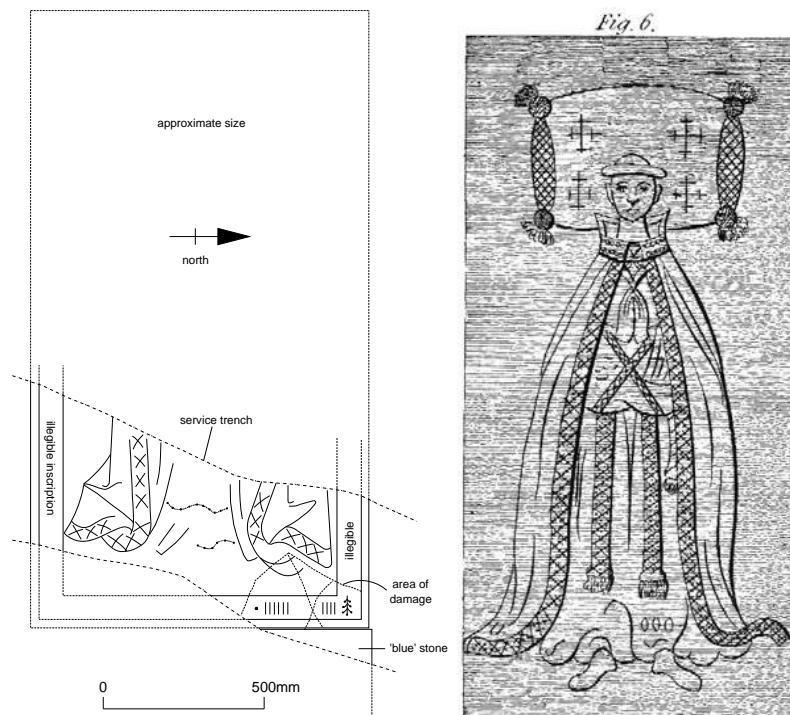 Fig. 6.
approximate size
north
service trench
illegible inscription
illegible
area of
damage
'blue' stone
0 500mm